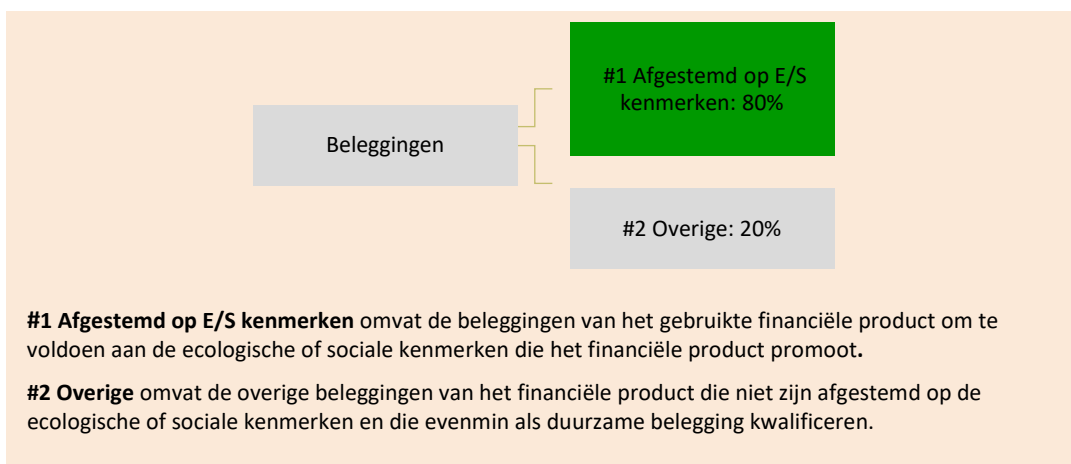 #1 Afgestemd op E/S
kenmerken: 80%
Beleggingen
#2 Overige: 20%
#1 Afgestemd op E/S kenmerken omvat de beleggingen van het gebruikte financiële product om te
voldoen aan de ecologische of sociale kenmerken die het financiële product promoot.
#2 Overige omvat de overige beleggingen van het financiële product die niet zijn afgestemd op de
ecologische of sociale kenmerken en die evenmin als duurzame belegging kwalificeren.